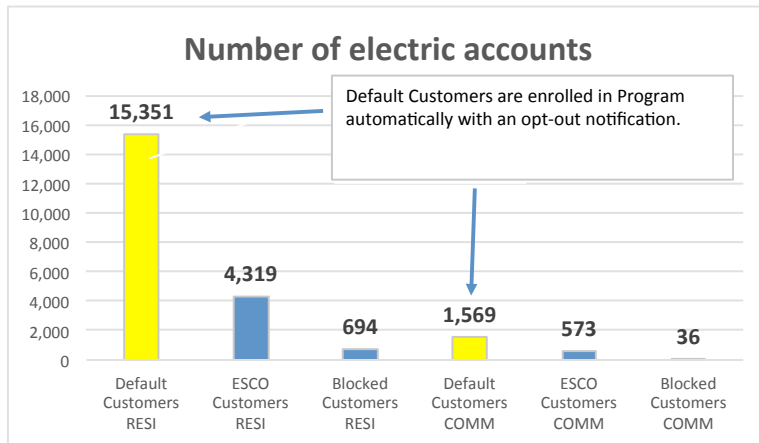 Number of electric accounts
Default Customers are enrolled in Program
automatically with an opt-out notification.
18,000
16,000
14,000
12,000
10,000
8,000
6,000
4,000
2,000
0
15,351
4,319
694
1,569
573
36
Default
Customers
RESI
ESCO
Customers
RESI
Blocked
Customers
RESI
Default
Customers
COMM
ESCO
Customers
COMM
Blocked
Customers
COMM